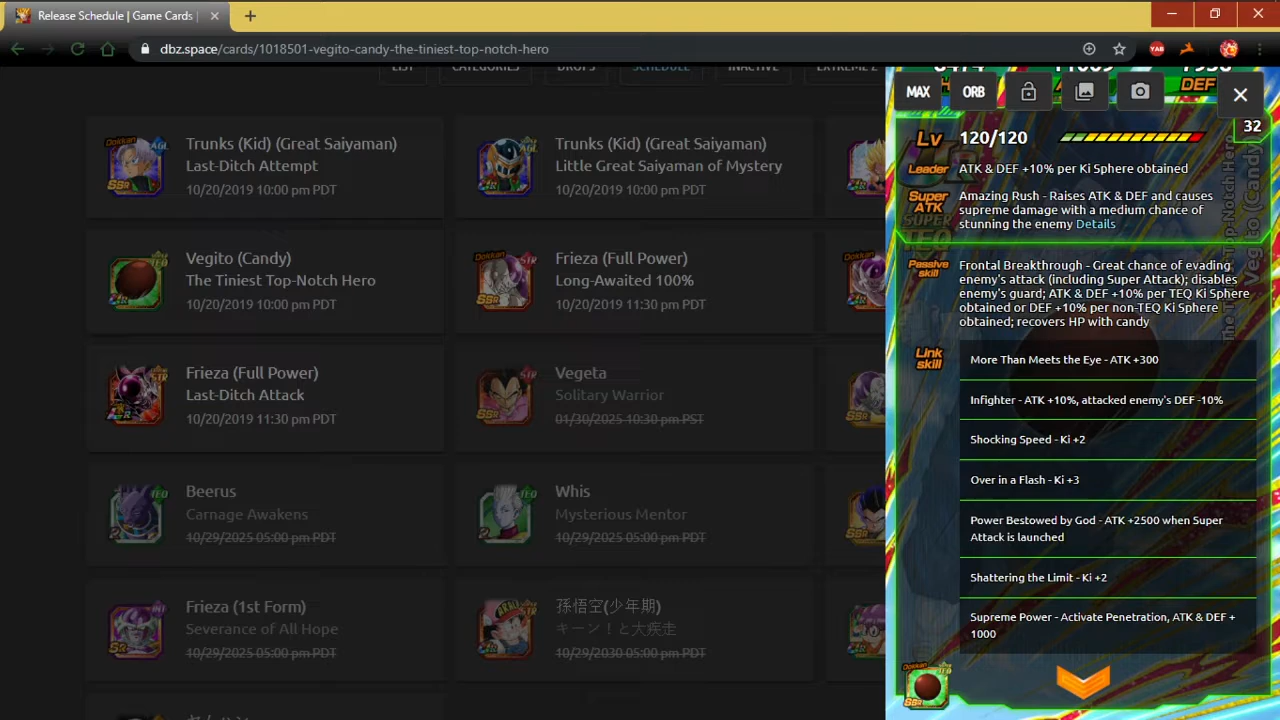 Release Schedule | Game Cards |
dbz.space/cards/1018501-vegito-candy-the-tiniest-top-notch-hero
LIST
CATEGORIES
DROPS
SCHEDULE
INACTIVE
EXTREME Z
Trunks (Kid) (Great Saiyaman)
Last-Ditch Attempt
10/20/2019 10:00 pm PDT
Trunks (Kid) (Great Saiyaman)
Little Great Saiyaman of Mystery
10/20/2019 10:00 pm PDT
Vegito (Candy)
The Tiniest Top-Notch Hero
10/20/2019 10:00 pm PDT
Frieza (Full Power)
Long-Awaited 100%
10/20/2019 11:30 pm PDT
Frieza (Full Power)
Last-Ditch Attack
10/20/2019 11:30 pm PDT
Vegeta
Solitary Warrior
01/30/2025 10:30 pm PST
Beerus
Carnage Awakens
10/29/2025 05:00 pm PDT
Whis
Mysterious Mentor
10/29/2025 05:00 pm PDT
Frieza (1st Form)
Severance of All Hope
10/29/2025 05:00 pm PDT
孫悟空(少年期)
キーン！と大疾走
10/29/2030 05:00 pm PDT
MAX
ORB
DEF
32
Lv
120/120
Leader
ATK & DEF +10% per Ki Sphere obtained
Super ATK
Amazing Rush - Raises ATK & DEF and causes
supreme damage with a medium chance of
stunning the enemy Details
Passive skill
Frontal Breakthrough - Great chance of evading
enemy's attack (including Super Attack); disables
enemy's guard; ATK & DEF +10% per TEQ Ki Sphere
obtained or DEF +10% per non-TEQ Ki Sphere
obtained; recovers HP with candy
Link skill
More Than Meets the Eye - ATK +300
Infighter - ATK +10%, attacked enemy's DEF -10%
Shocking Speed - Ki +2
Over in a Flash - Ki +3
Power Bestowed by God - ATK +2500 when Super
Attack is launched
Shattering the Limit - Ki +2
Supreme Power - Activate Penetration, ATK & DEF +
1000
The Top-Notch Hero
Vegito (Candy)